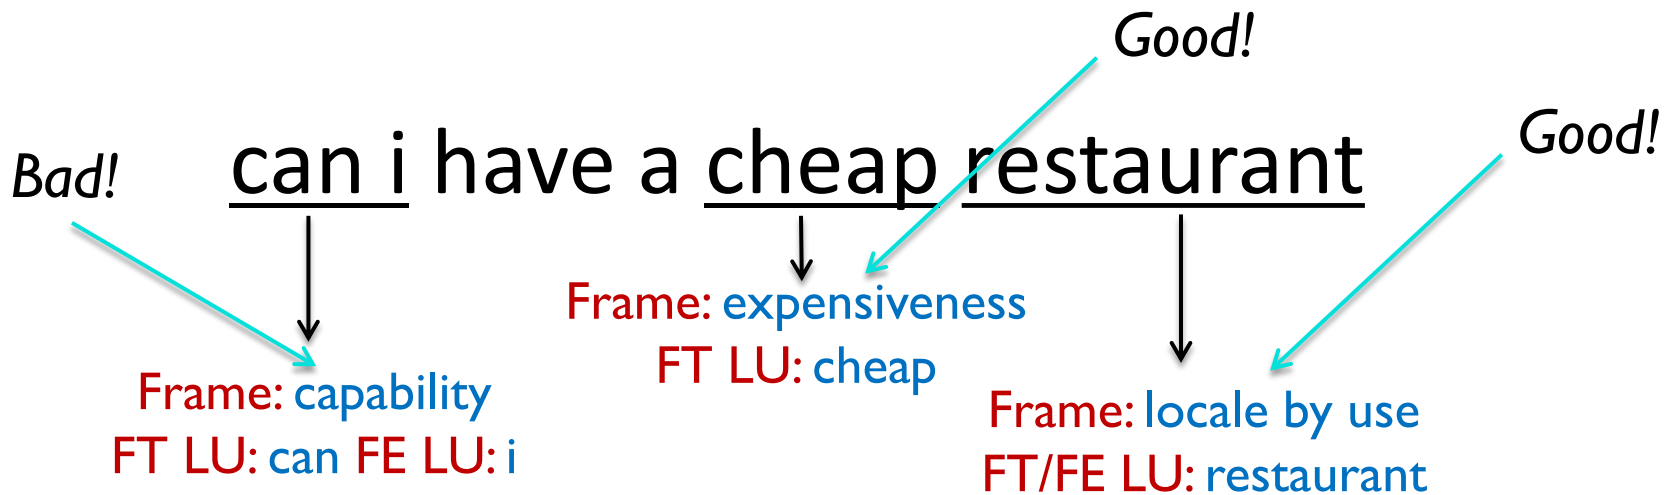 Good!
Good!
Bad!
can i have a cheap restaurant
Frame: expensiveness
FT LU: cheap
Frame: capability
FT LU: can FE LU: i
Frame: locale by use
FT/FE LU: restaurant